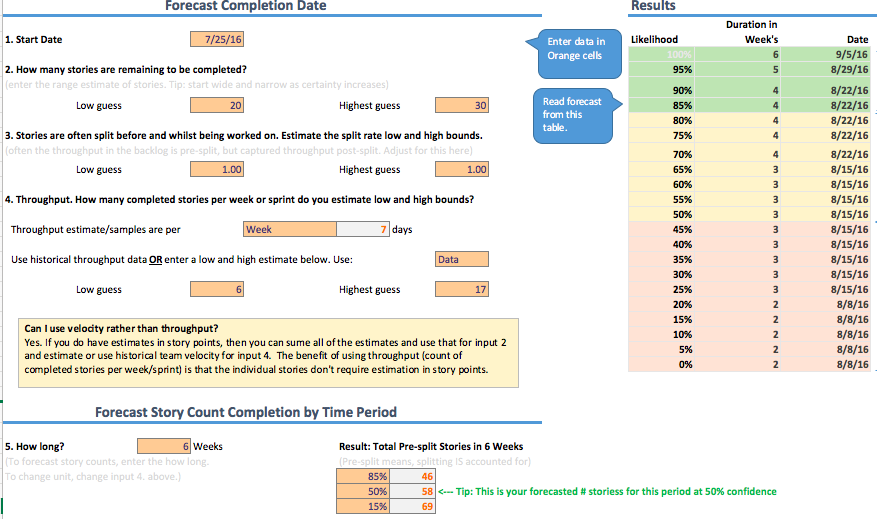 Forecast Completion Date
1. Start Date 7/25/16
2. How many stories are remaining to be completed?
(enter the range estimate of stories. Tip: start wide and narrow as certainty increases)
Low guess 20 Highest guess 30
3. Stories are often split before and whilst being worked on. Estimate the split rate low and high bounds.
(often the throughput in the backlog is pre-split, but captured throughput post-split. Adjust for this here)
Low guess 1.00 Highest guess 1.00
4. Throughput. How many completed stories per week or sprint do you estimate low and high bounds?
Throughput estimate/samples are per Week 7 days
Use historical throughput data OR enter a low and high estimate below. Use: Data
Low guess 6 Highest guess 17
Can I use velocity rather than throughput?
Yes. If you do have estimates in story points, then you can sume all of the estimates and use that for input 2
and estimate or use historical team velocity for input 4. The benefit of using throughput (count of
completed stories per week/sprint) is that the individual stories don't require estimation in story points.
Enter data in
Orange cells
Read forecast
from this
table.
Results
Duration in
Likelihood Week's Date
100% 6 9/5/16
95% 5 8/29/16
90% 4 8/22/16
85% 4 8/22/16
80% 4 8/22/16
75% 4 8/22/16
70% 4 8/22/16
65% 3 8/15/16
60% 3 8/15/16
55% 3 8/15/16
50% 3 8/15/16
45% 3 8/15/16
40% 3 8/15/16
35% 3 8/15/16
30% 3 8/15/16
25% 3 8/15/16
20% 2 8/8/16
15% 2 8/8/16
10% 2 8/8/16
5% 2 8/8/16
0% 2 8/8/16
Forecast Story Count Completion by Time Period
5. How long? 6 Weeks
(To forecast story counts, enter the how long.
To change unit, change input 4. above.)
Result: Total Pre-split Stories in 6 Weeks
(Pre-split means, splitting IS accounted for)
85% 46
50% 58 <--- Tip: This is your forecasted # storiess for this period at 50% confidence
15% 69